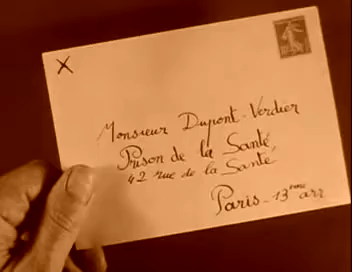 X
Monsieur Dupont-Verdier
Prison de la Santé,
42 rue de la Santé,
Paris - 13ème arr